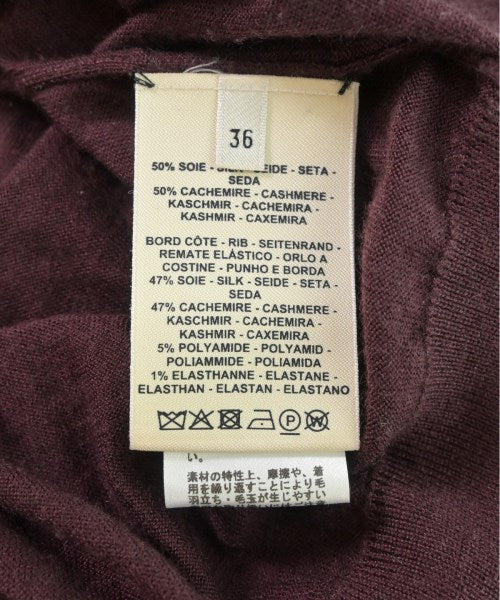 36
50% SOIE - SILK - SEIDE - SETA -
SEDA
50% CACHEMIRE - CASHMERE -
KASCHMIR - CACHEMIRA -
KASHMIR - CAXEMIRA
BORD CÔTE - RIB - SEITENRAND -
REMATE ELÁSTICO - ORLO A
COSTINE - PUNHO E BORDA
47% SOIE - SILK - SEIDE - SETA -
SEDA
47% CACHEMIRE - CASHMERE -
KASCHMIR - CACHEMIRA -
KASHMIR - CAXEMIRA
5% POLYAMIDE - POLYAMID -
POLIAMMIDE - POLIAMIDA
1% ELASTHANNE - ELASTANE -
ELASTHAN - ELASTAN - ELASTANO
P W
い。
素材の特性上、摩擦や、着
用を繰り返すことにより毛
羽立ち・毛玉が生じやすい